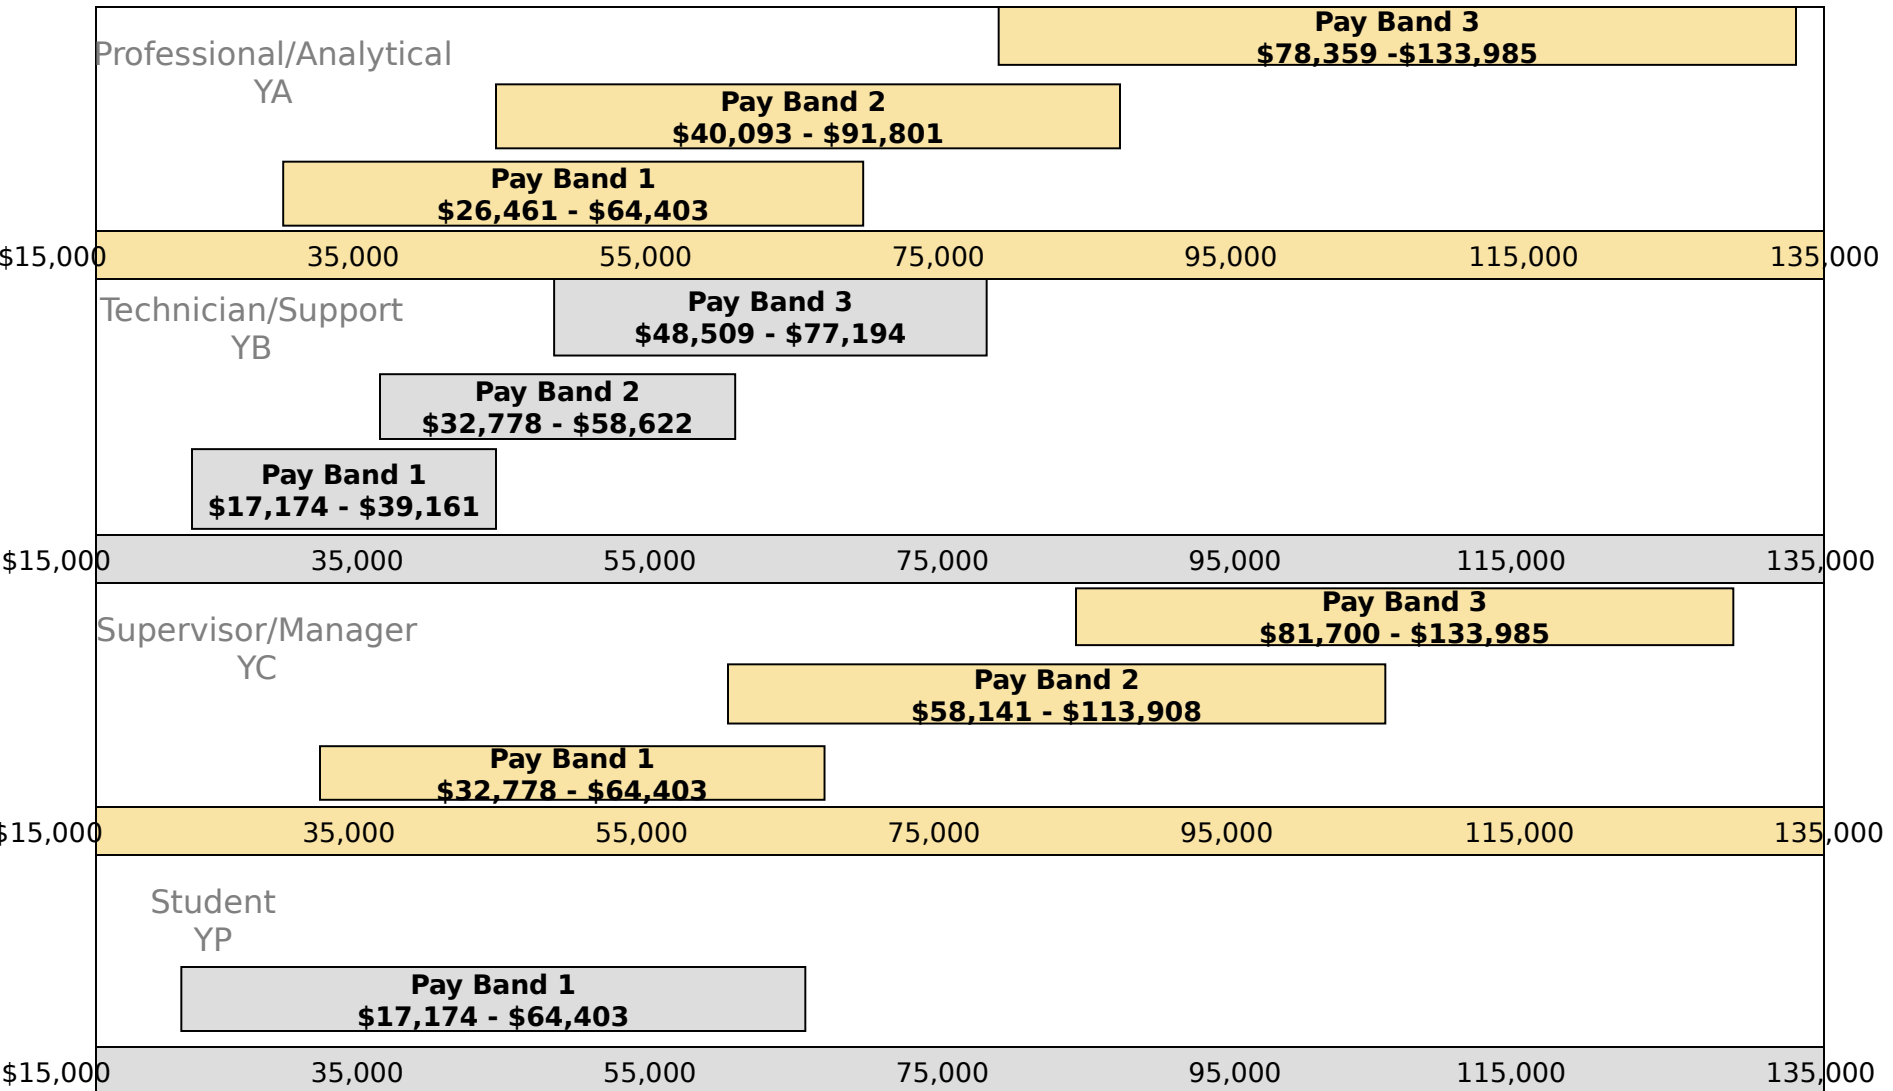 Pay Band 3
$78,359 -$133,985
Professional/Analytical
YA
Pay Band 2
$40,093 - $91,801
Pay Band 1
$26,461 - $64,403
$15,000 35,000 55,000 75,000 95,000 115,000 135,000
Technician/Support
YB
Pay Band 3
$48,509 - $77,194
Pay Band 2
$32,778 - $58,622
Pay Band 1
$17,174 - $39,161
$15,000 35,000 55,000 75,000 95,000 115,000 135,000
Pay Band 3
$81,700 - $133,985
Supervisor/Manager
YC
Pay Band 2
$58,141 - $113,908
Pay Band 1
$32,778 - $64,403
$15,000 35,000 55,000 75,000 95,000 115,000 135,000
Student
YP
Pay Band 1
$17,174 - $64,403
$15,000 35,000 55,000 75,000 95,000 115,000 135,000